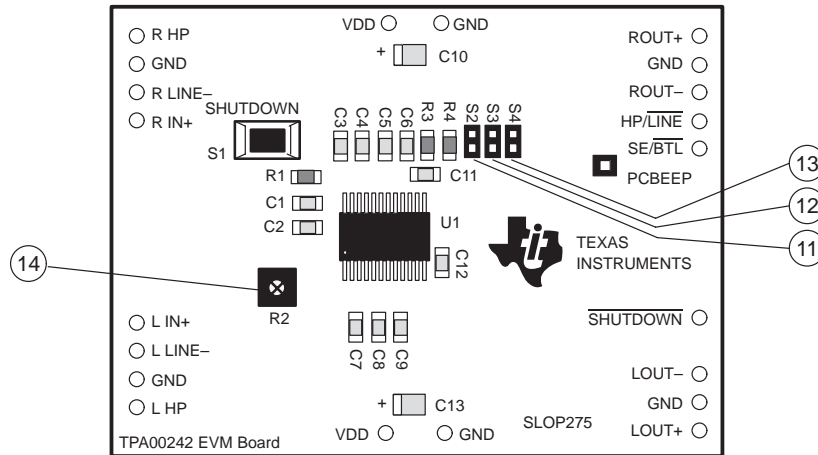 VDD GND
R HP
GND
R LINE–
R IN+
+ C10
ROUT+
GND
ROUT–
HP/LINE
SE/BTL
SHUTDOWN
S1
C3 C4 C5 C6 R3 R4 S2 S3 S4
PCBEEP
13
12
11
R1
C11
C1
C2
U1
C12
TEXAS
INSTRUMENTS
14
R2
L IN+
L LINE–
GND
L HP
C7 C8 C9
SHUTDOWN
LOUT–
GND
LOUT+
+ C13
SLOP275
VDD GND
TPA00242 EVM Board